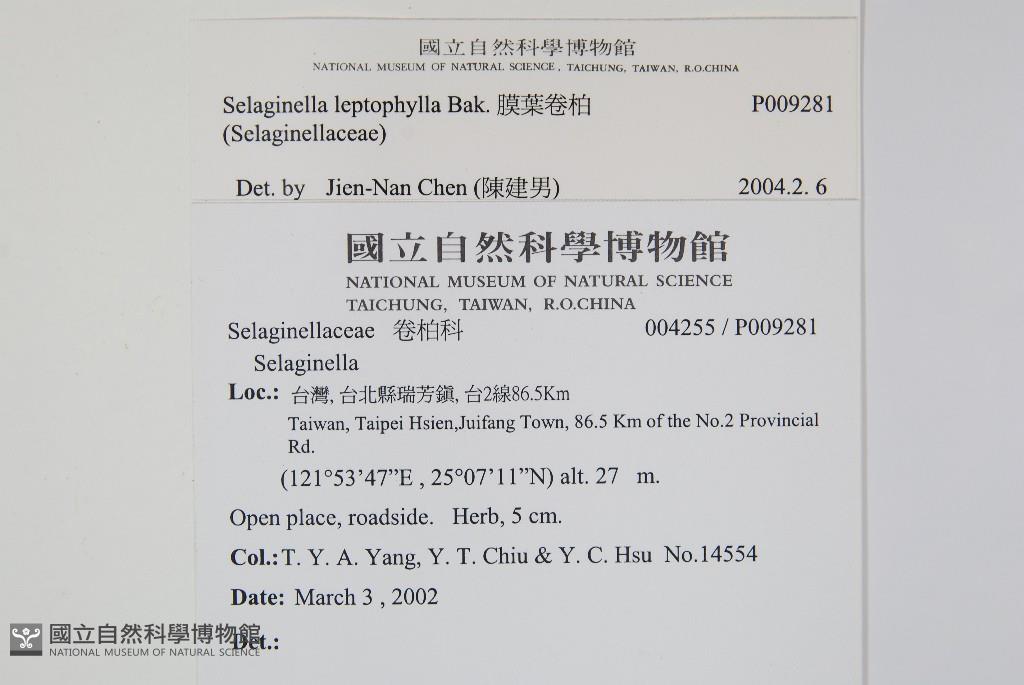 國立自然科學博物館
NATIONAL MUSEUM OF NATURAL SCIENCE, TAICHUNG, TAIWAN, R.O.CHINA
Selaginella leptophylla Bak. 膜葉卷柏 P009281
(Selaginellaceae)
Det. by Jien-Nan Chen (陳建男) 2004.2. 6
國立自然科學博物館
NATIONAL MUSEUM OF NATURAL SCIENCE
TAICHUNG, TAIWAN, R.O.CHINA
Selaginellaceae 卷柏科 004255 / P009281
Selaginella
Loc.: 台灣, 台北縣瑞芳鎮, 台2線86.5Km
Taiwan, Taipei Hsien,Juifang Town, 86.5 Km of the No.2 Provincial
Rd.
(121°53’47”E , 25°07’11”N) alt. 27 m.
Open place, roadside. Herb, 5 cm.
Col.: T. Y. A. Yang, Y. T. Chiu & Y. C. Hsu No.14554
Date: March 3 , 2002
Det.:
國立自然科學博物館
NATIONAL MUSEUM OF NATURAL SCIENCE